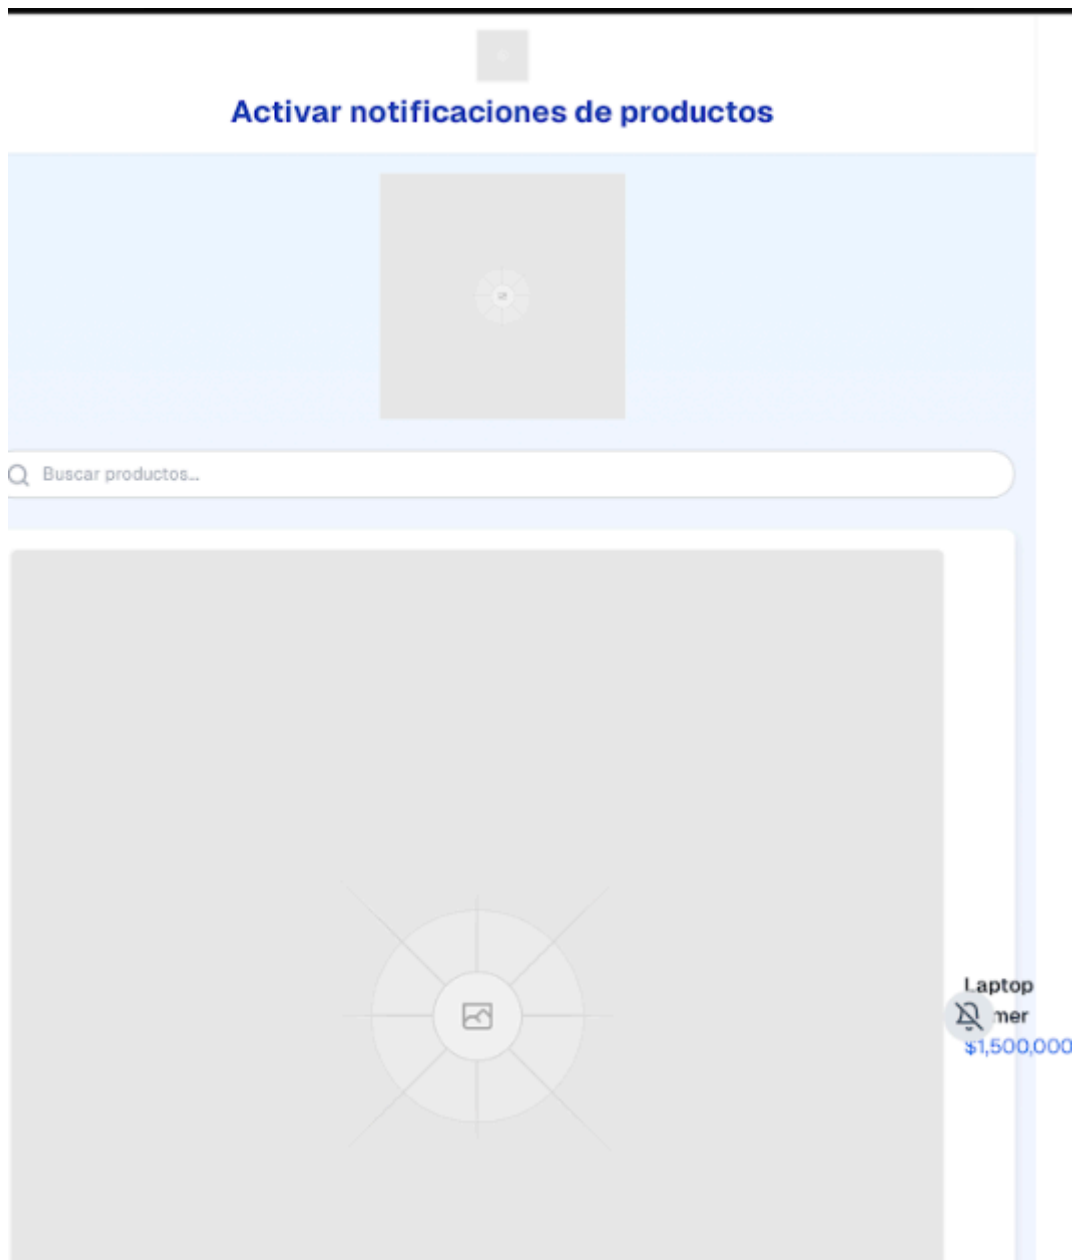 Activar notificaciones de productos
Buscar productos...
Laptop
mer
$1,500,000